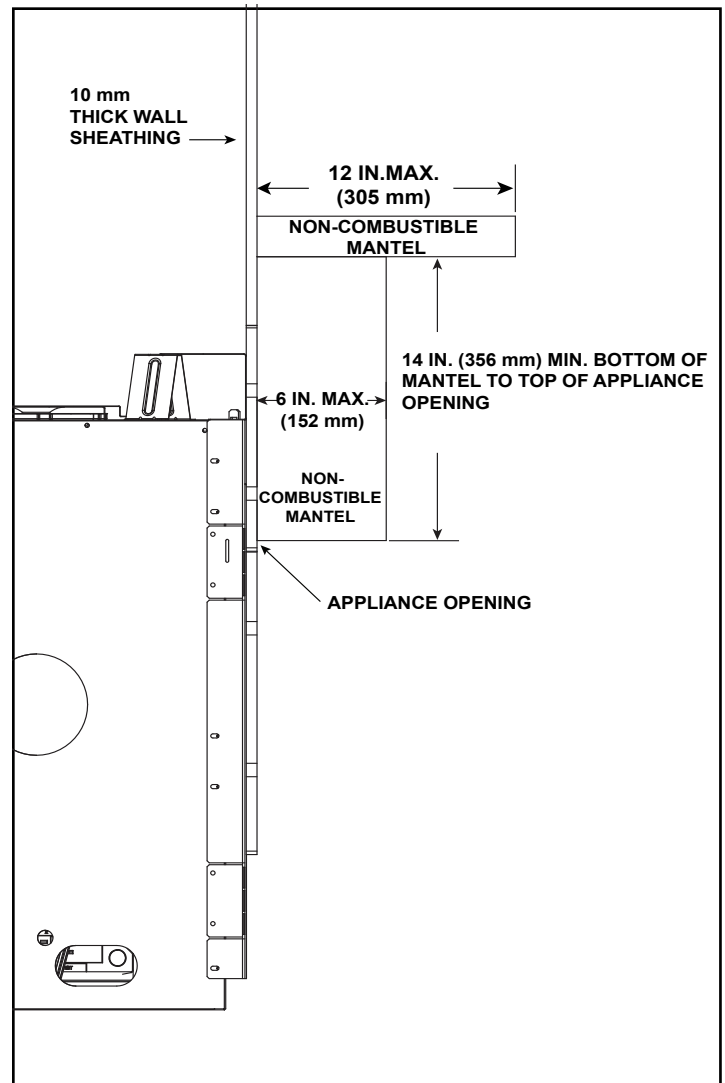 10 mm
THICK WALL
SHEATHING
12 IN.MAX.
(305 mm)
NON-COMBUSTIBLE
MANTEL
14 IN. (356 mm) MIN. BOTTOM OF
MANTEL TO TOP OF APPLIANCE
OPENING
6 IN. MAX.
(152 mm)
NON-
COMBUSTIBLE
MANTEL
APPLIANCE OPENING